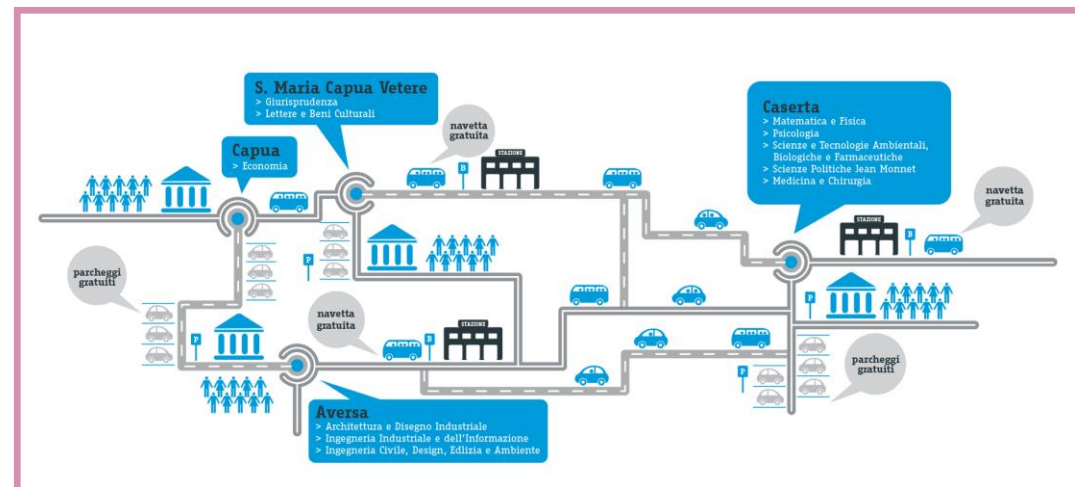 S. Maria Capua Vetere
> Giurisprudenza
> Lettere e Beni Culturali
Capua
> Economia
navetta
gratuita
B
STAZIONE
Caserta
> Matematica e Fisica
> Psicologia
> Scienze e Tecnologie Ambientali,
Biologiche e Farmaceutiche
> Scienze Politiche Jean Monnet
> Medicina e Chirurgia
navetta
gratuita
STAZIONE
B
parcheggi
gratuiti
P
P
navetta
gratuita
B
STAZIONE
P
P
parcheggi
gratuiti
Aversa
> Architettura e Disegno Industriale
> Ingegneria Industriale e dell'Informazione
> Ingegneria Civile, Design, Edlizia e Ambiente